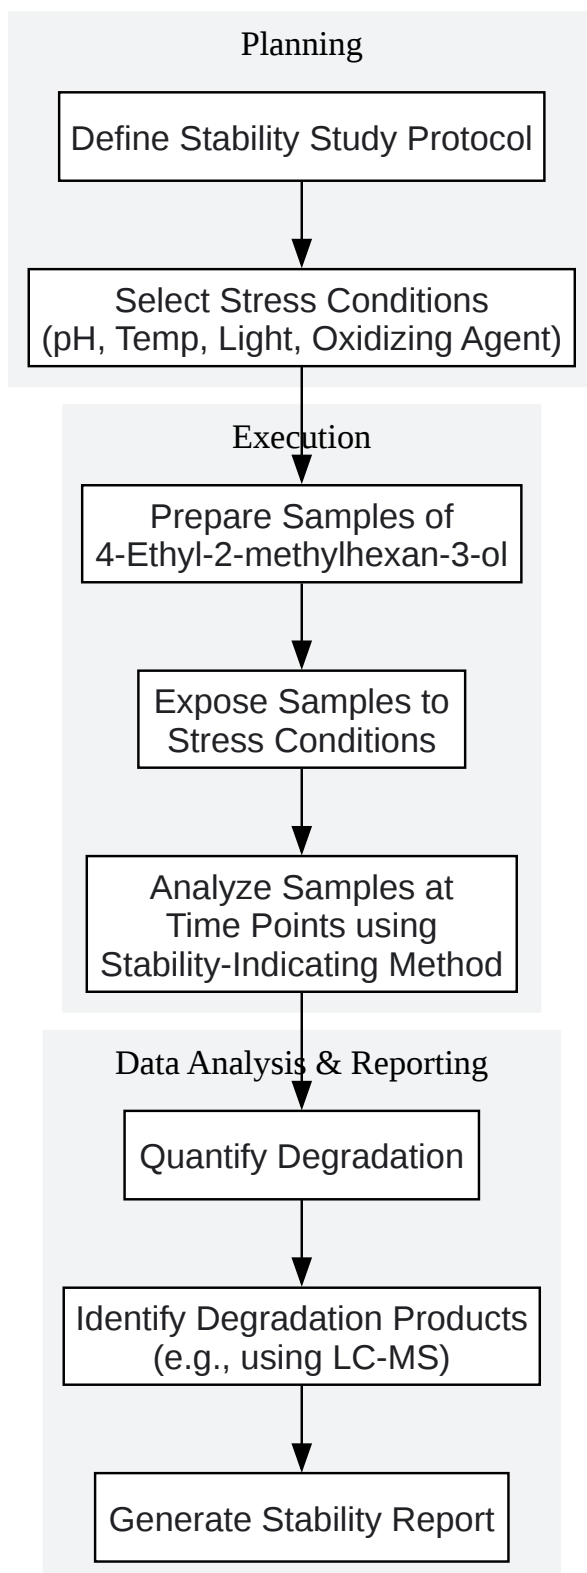 Planning
Define Stability Study Protocol
Select Stress Conditions
(pH, Temp, Light, Oxidizing Agent)
Execution
Prepare Samples of
4-Ethyl-2-methylhexan-3-ol
Expose Samples to
Stress Conditions
Analyze Samples at
Time Points using
Stability-Indicating Method
Data Analysis & Reporting
Quantify Degradation
Identify Degradation Products
(e.g., using LC-MS)
Generate Stability Report